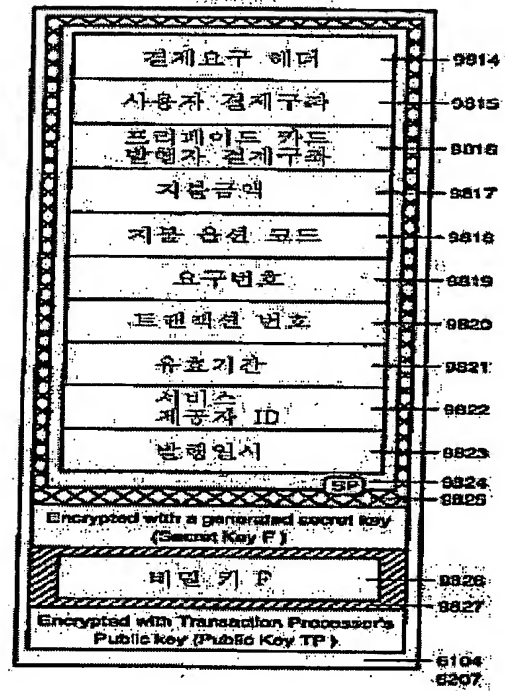 결제요구 헤더 9814
사용자 결제구좌 9815
프리페이드 카드 9816
발행자 결제구좌
지불금액 9817
지불 옵션 코드 9818
요구번호 9819
트랜잭션 번호 9820
유효기간 9821
서비스
제공자 ID 9822
발행일시 9823
SP 9824
9825
Encrypted with a generated secret key
(Secret Key F)
비밀 키 F 9826
9827
Encrypted with Transaction Processor's
Public key (Public Key TP)
6104
6207